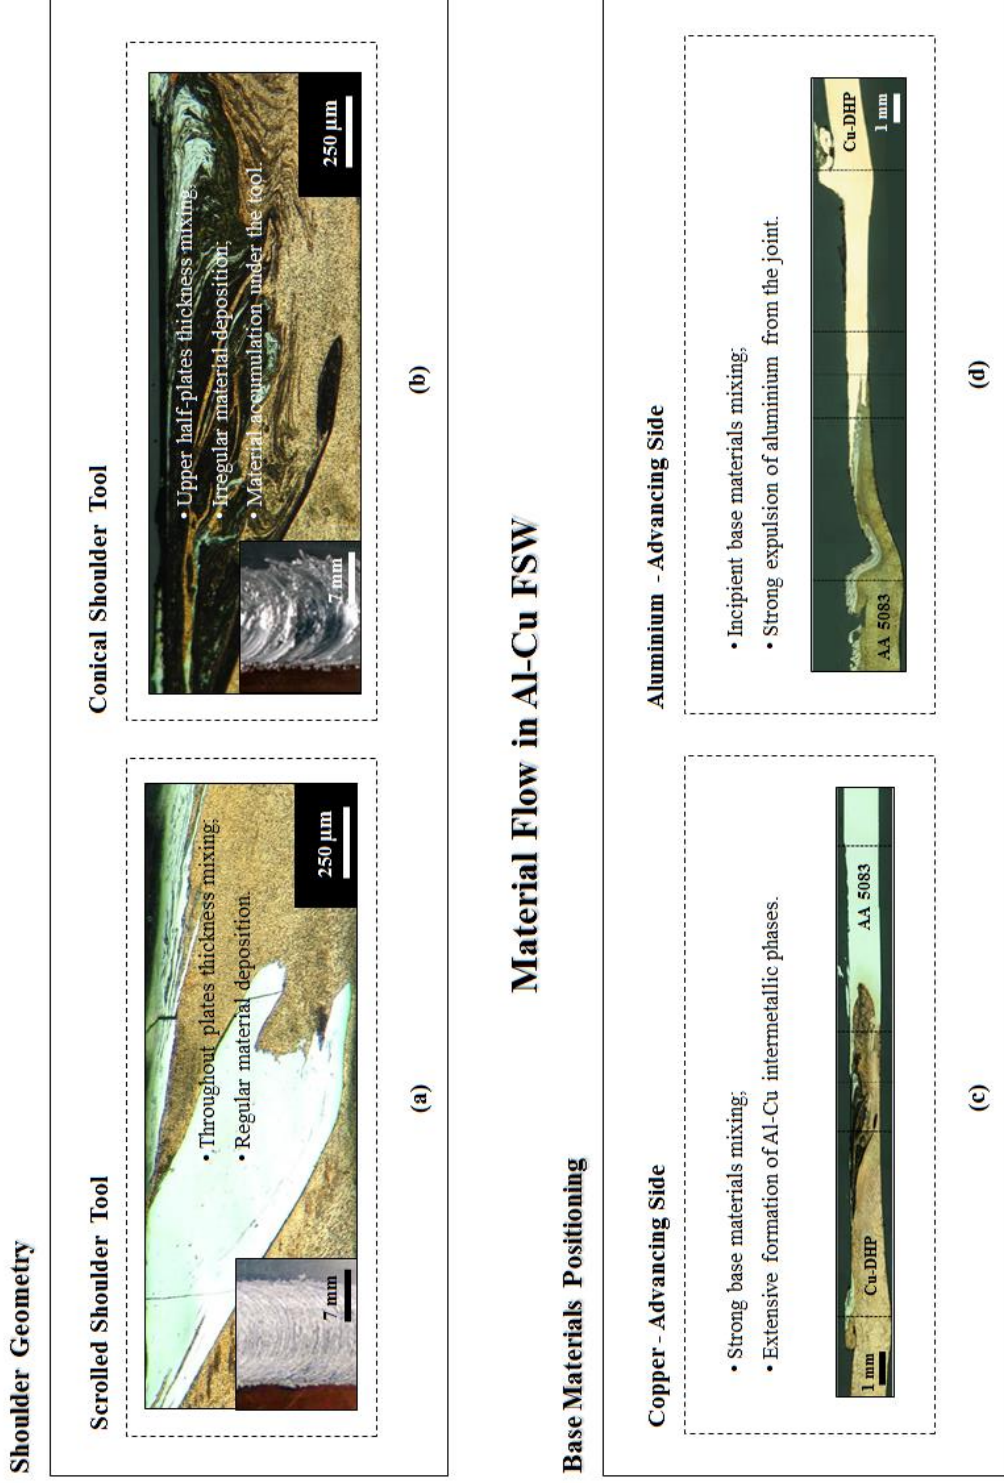 Shoulder Geometry
Scrolled Shoulder Tool
• Throughout plates thickness mixing;
• Regular material deposition.
7 mm
250 µm
(a)
Conical Shoulder Tool
• Upper half-plates thickness mixing;
• Irregular material deposition;
• Material accumulation under the tool.
7 mm
250 µm
(b)
Material Flow in Al-Cu FSW
Base Materials Positioning
Copper - Advancing Side
• Strong base materials mixing;
• Extensive formation of Al-Cu intermetallic phases.
Cu-DHP
AA 5083
1 mm
(c)
Aluminium - Advancing Side
• Incipient base materials mixing;
• Strong expulsion of aluminium from the joint.
AA 5083
Cu-DHP
1 mm
(d)